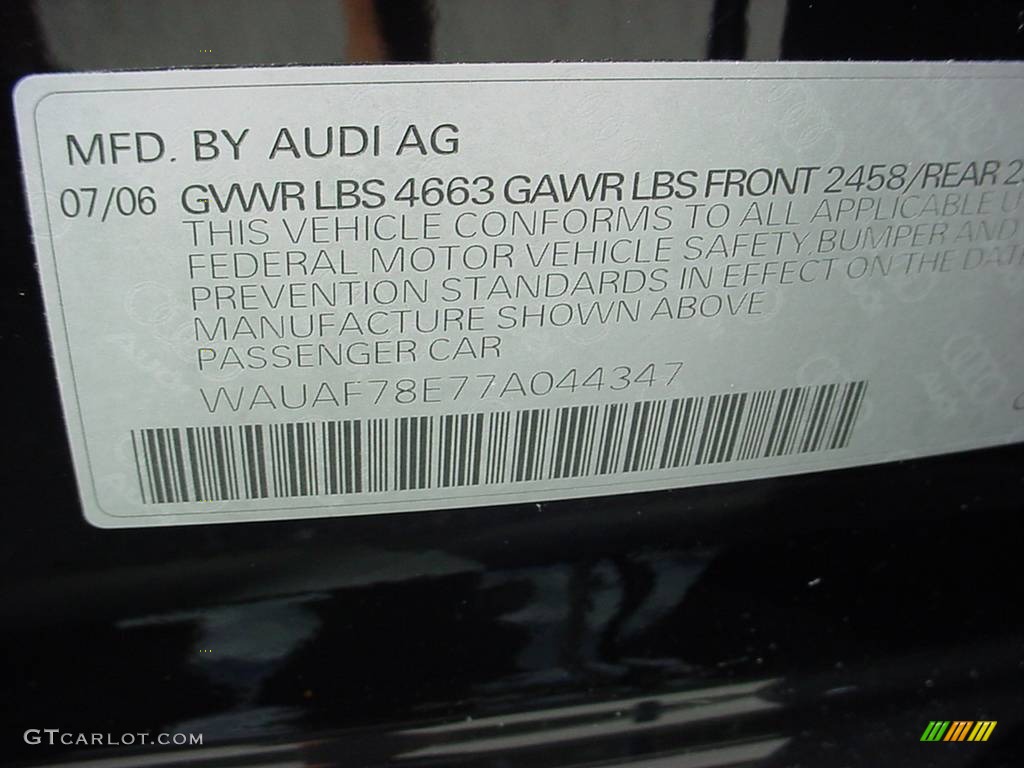 MFD. BY AUDI AG
07/06 GVWR LBS 4663 GAWR LBS FRONT 2458/REAR
THIS VEHICLE CONFORMS TO ALL APPLICABLE
FEDERAL MOTOR VEHICLE SAFETY, BUMPER AND
PREVENTION STANDARDS IN EFFECT ON THE
MANUFACTURE SHOWN ABOVE
PASSENGER CAR
WAUAF78E77A044347
GTCARLOT.COM